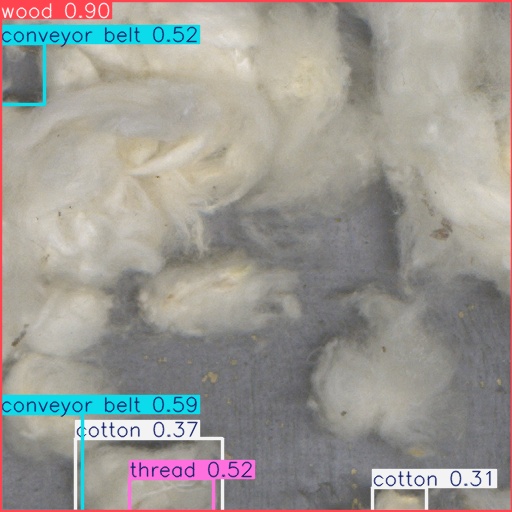 wood 0.90
conveyor belt 0.52
conveyor belt 0.59
cotton 0.37
thread 0.52
cotton 0.31